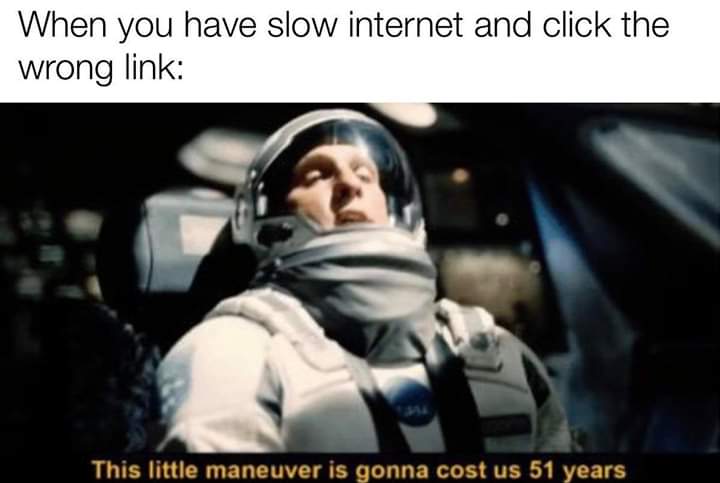 When you have slow internet and click the
wrong link:
This little maneuver is gonna cost us 51 years